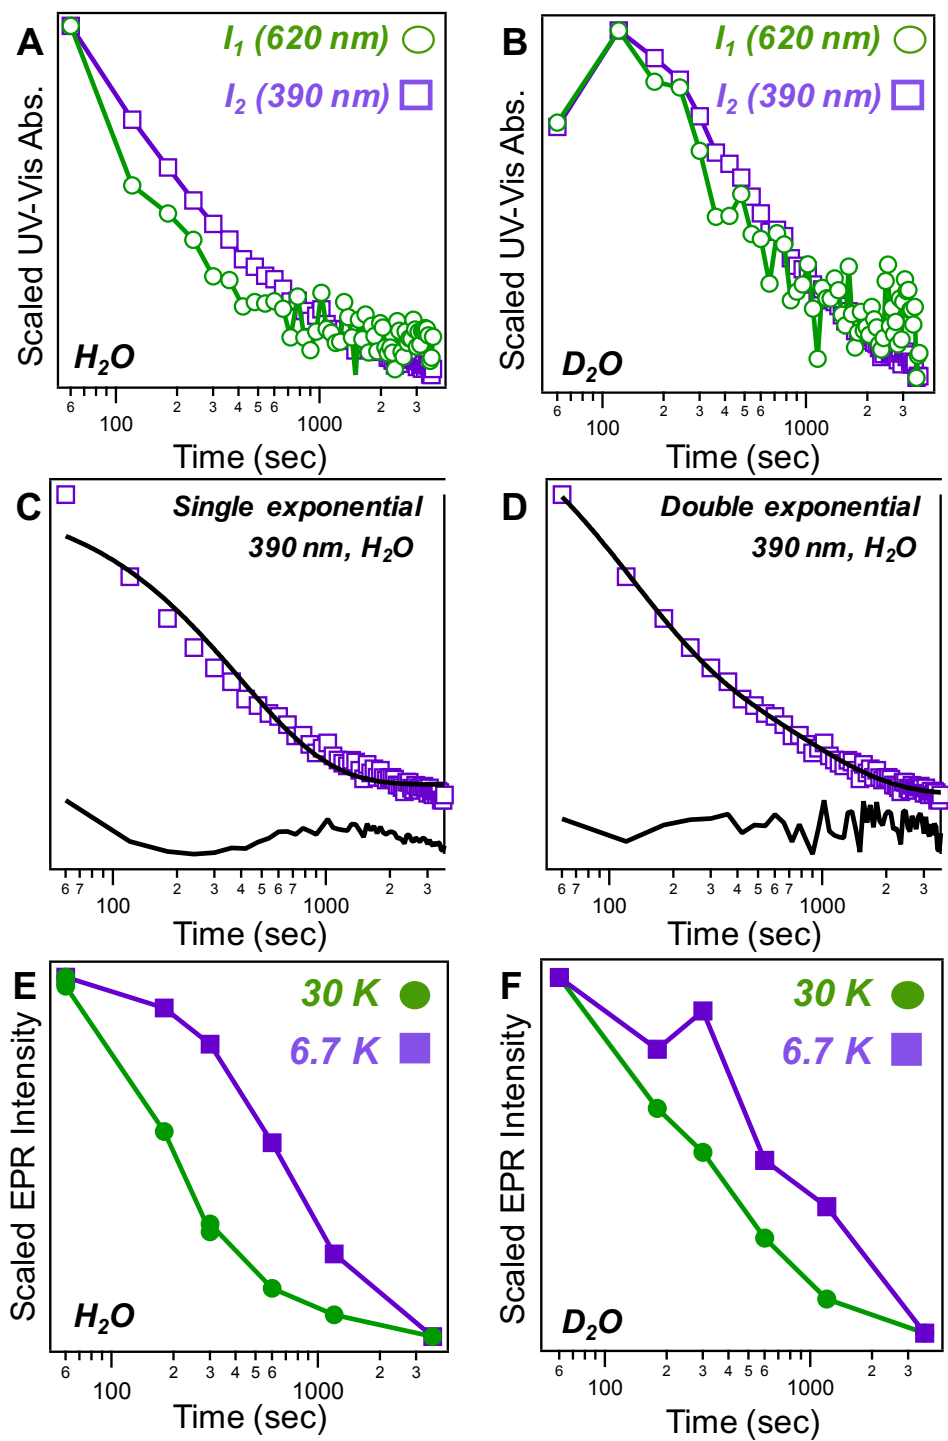 A
I1 (620 nm)
I2 (390 nm)
Scaled UV-Vis Abs.
H2O
6 100 2 3 4 5 6 1000 2 3
Time (sec)
B
I1 (620 nm)
I2 (390 nm)
Scaled UV-Vis Abs.
D2O
6 100 2 3 4 5 6 1000 2 3
Time (sec)
C
Single exponential
390 nm, H2O
6 7 100 2 3 4 5 6 7 1000 2 3
Time (sec)
D
Double exponential
390 nm, H2O
6 7 100 2 3 4 5 6 7 1000 2 3
Time (sec)
E
30 K
6.7 K
Scaled EPR Intensity
H2O
6 100 2 3 4 5 6 1000 2 3
Time (sec)
F
30 K
6.7 K
Scaled EPR Intensity
D2O
6 100 2 3 4 5 6 1000 2 3
Time (sec)